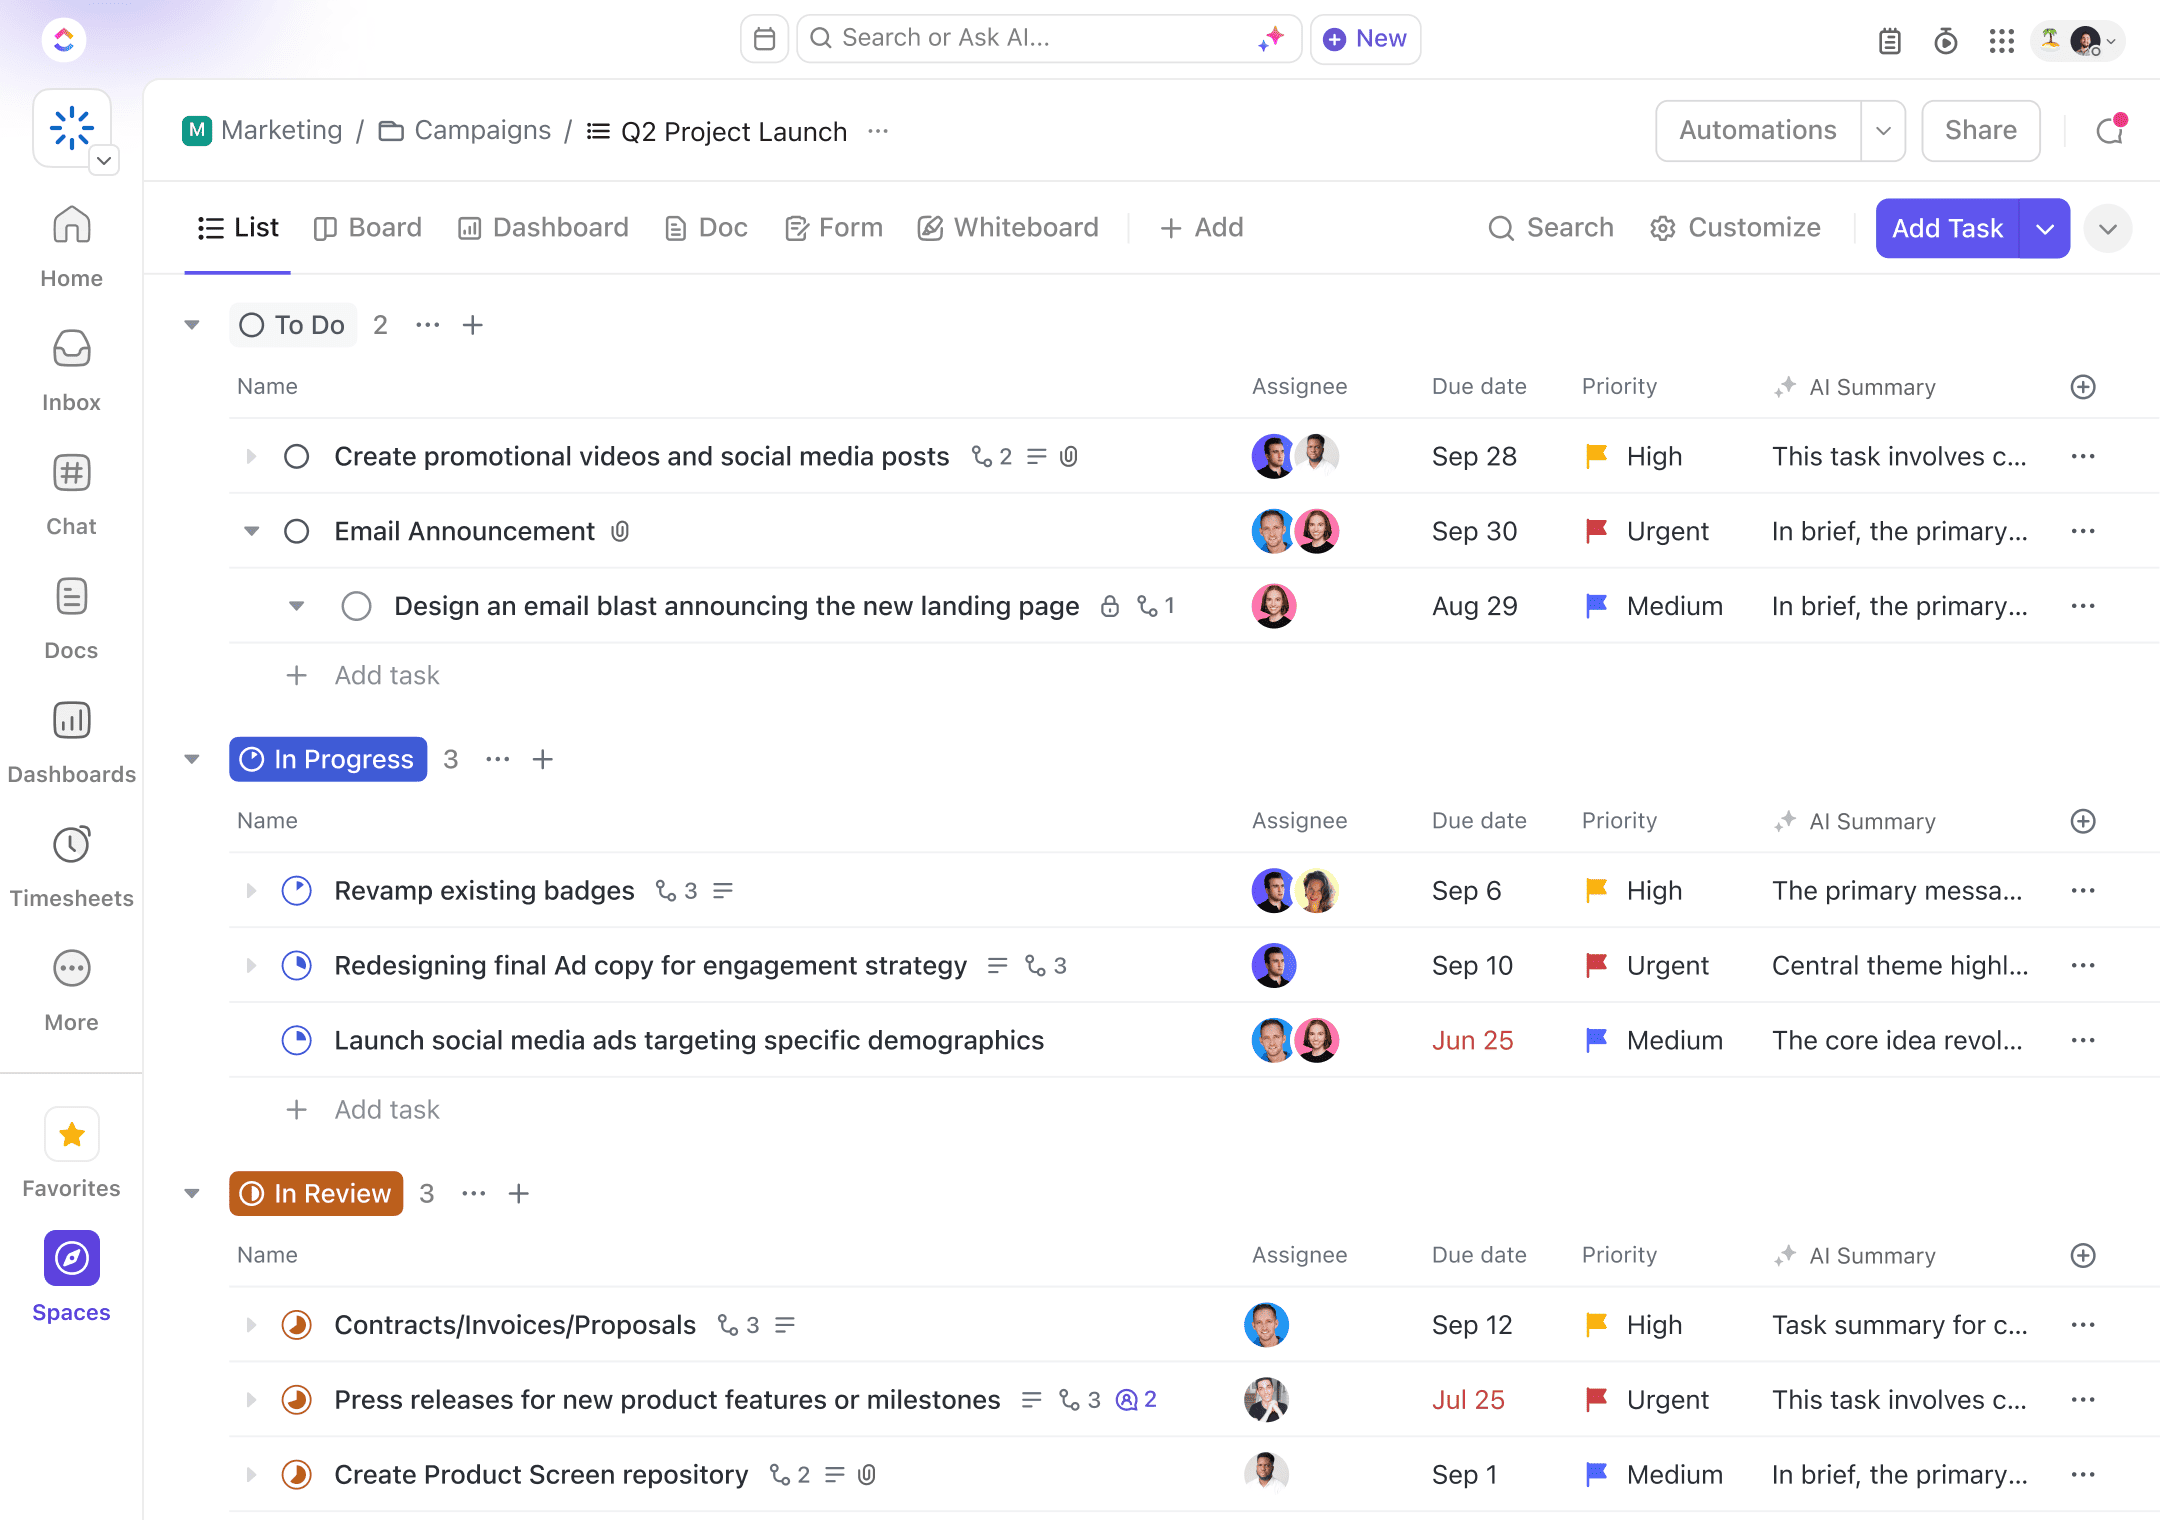 Search or Ask AI...
New
M Marketing / Campaigns / Q2 Project Launch ...
Automations
Share
List
Board
Dashboard
Doc
Form
Whiteboard
Add
Search
Customize
Add Task
Home
Inbox
Chat
Docs
Dashboards
Timesheets
More
Favorites
Spaces
To Do 2
Name Assignee Due date Priority AI Summary
Create promotional videos and social media posts 2 Sep 28 High This task involves c...
Email Announcement Sep 30 Urgent In brief, the primary...
Design an email blast announcing the new landing page 1 Aug 29 Medium In brief, the primary...
Add task
In Progress 3
Name Assignee Due date Priority AI Summary
Revamp existing badges 3 Sep 6 High The primary messa...
Redesigning final Ad copy for engagement strategy 3 Sep 10 Urgent Central theme highl...
Launch social media ads targeting specific demographics Jun 25 Medium The core idea revol...
Add task
In Review 3
Name Assignee Due date Priority AI Summary
Contracts/Invoices/Proposals 3 Sep 12 High Task summary for c...
Press releases for new product features or milestones 3 2 Jul 25 Urgent This task involves c...
Create Product Screen repository 2 Sep 1 Medium In brief, the primary...